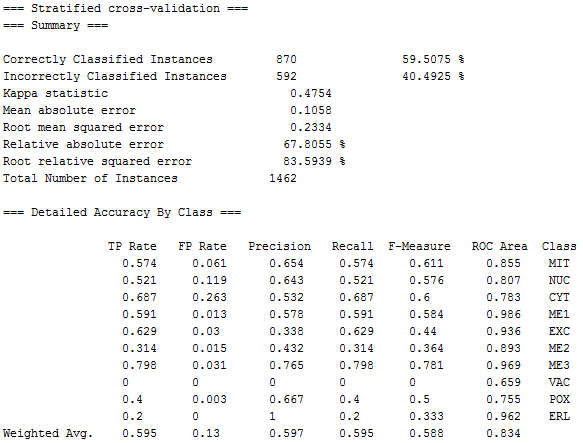 === Stratified cross-validation ===
=== Summary ===
Correctly Classified Instances 870 59.5075 %
Incorrectly Classified Instances 592 40.4925 %
Kappa statistic 0.4754
Mean absolute error 0.1058
Root mean squared error 0.2334
Relative absolute error 67.8055 %
Root relative squared error 83.5939 %
Total Number of Instances 1462
=== Detailed Accuracy By Class ===
TP Rate FP Rate Precision Recall F-Measure ROC Area Class
0.574 0.061 0.654 0.574 0.611 0.855 MIT
0.521 0.119 0.643 0.521 0.576 0.807 NUC
0.687 0.263 0.532 0.687 0.6 0.783 CYT
0.591 0.013 0.578 0.591 0.584 0.986 ME1
0.629 0.03 0.338 0.629 0.44 0.936 EXC
0.314 0.015 0.432 0.314 0.364 0.893 ME2
0.798 0.031 0.765 0.798 0.781 0.969 ME3
0 0 0 0 0 0.659 VAC
0.4 0.003 0.667 0.4 0.5 0.755 POX
0.2 0 1 0.2 0.333 0.962 ERL
Weighted Avg. 0.595 0.13 0.597 0.595 0.588 0.834